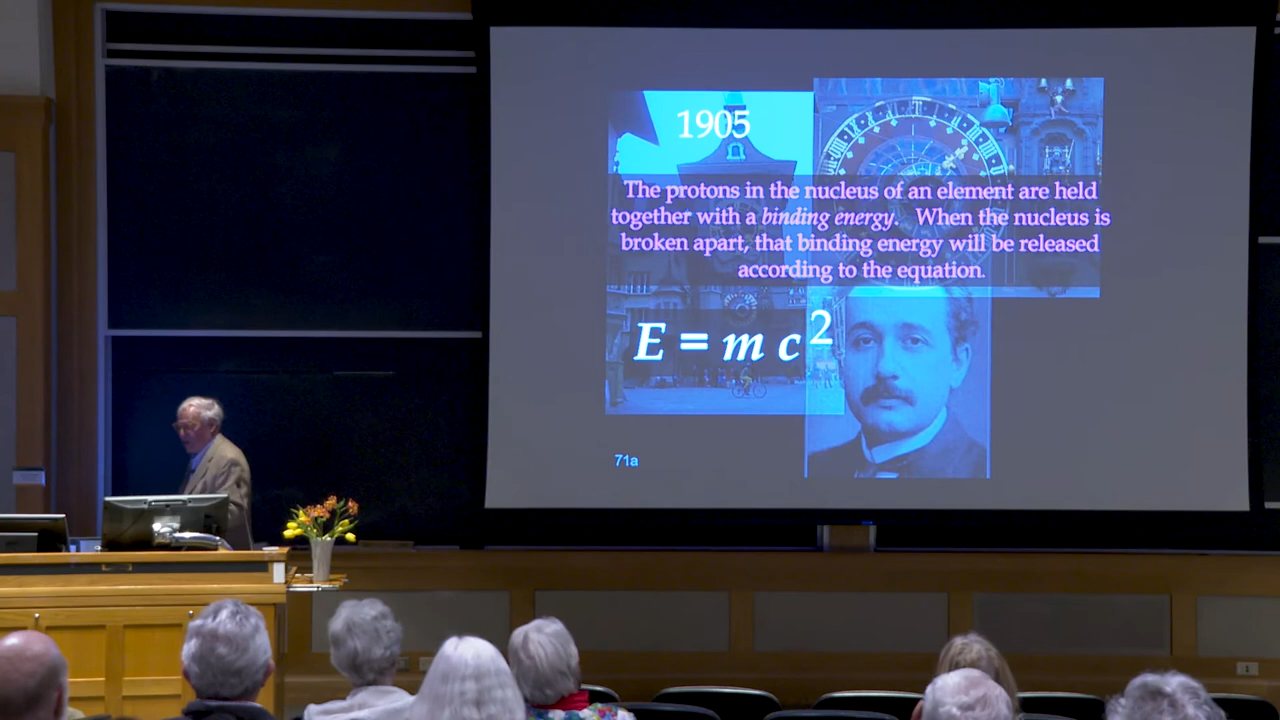 1905
The protons in the nucleus of an element are held
together with a binding energy. When the nucleus is
broken apart, that binding energy will be released
according to the equation.
E = m c 2
71a